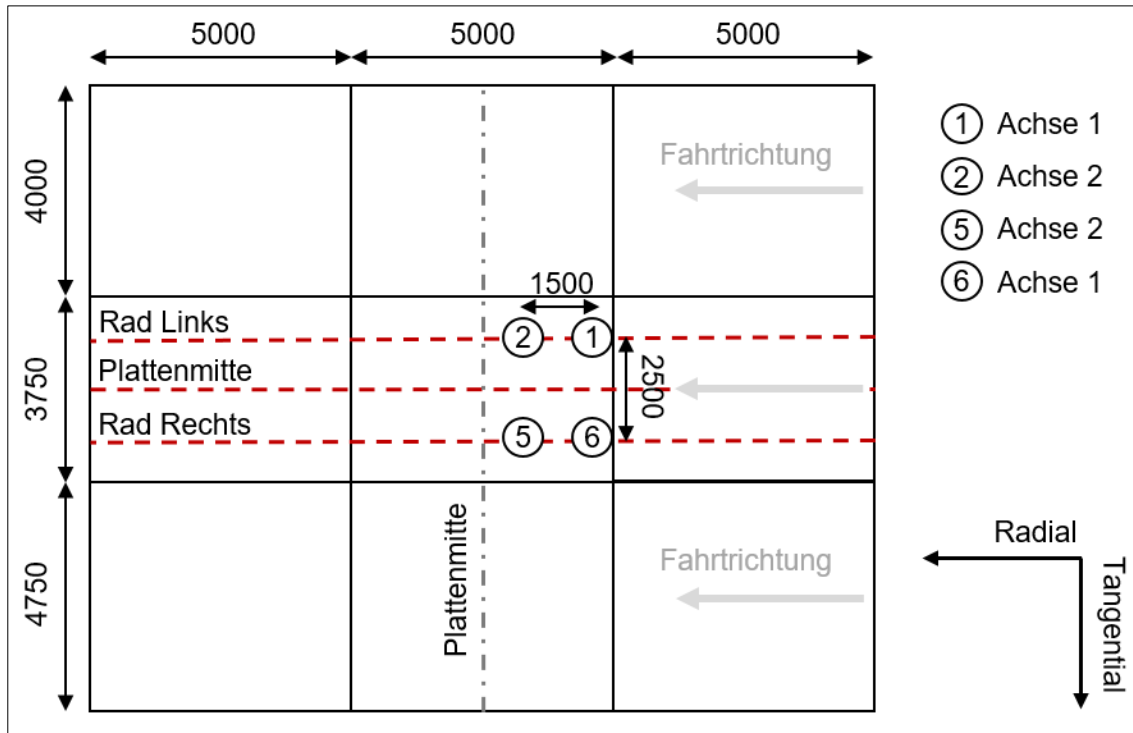 5000
5000
5000
4000
Fahrtrichtung
1 Achse 1
2 Achse 2
5 Achse 2
6 Achse 1
1500
3750
Rad Links
2
1
Plattenmitte
2500
Rad Rechts
5
6
4750
Plattenmitte
Fahrtrichtung
Radial
Tangential